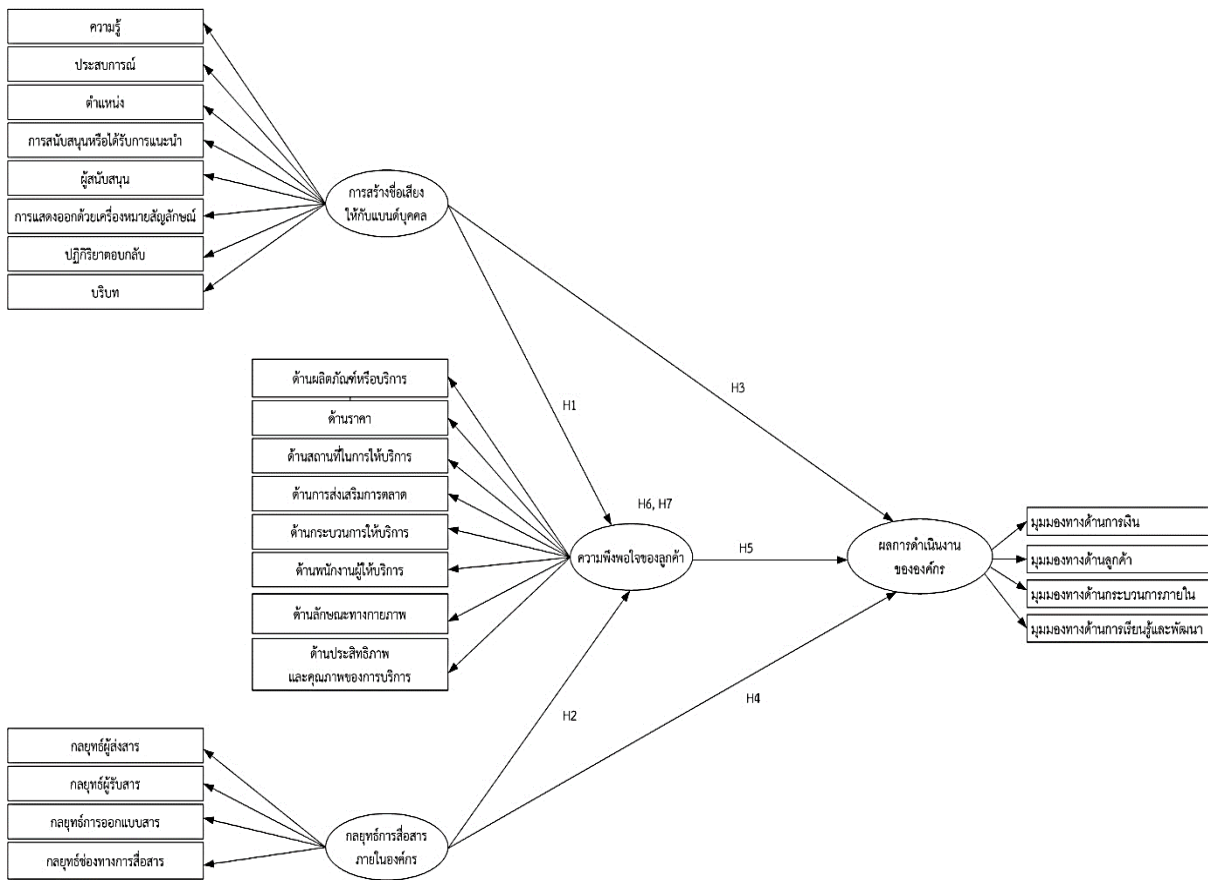 ความรู้
ประสบการณ์
ตำแหน่ง
การสนับสนุนหรือได้รับการแนะนำ
ผู้สนับสนุน
การแสดงออกด้วยเครื่องหมายสัญลักษณ์
ปฏิกิริยาตอบกลับ
บริบท
การสร้างชื่อเสียง
ให้กับแบนด์บุคคล
H3
H1
ด้านผลิตภัณฑ์หรือบริการ
ด้านราคา
ด้านสถานที่ในการให้บริการ
ด้านการส่งเสริมการตลาด
ด้านกระบวนการให้บริการ
ด้านพนักงานผู้ให้บริการ
ด้านลักษณะทางกายภาพ
ด้านประสิทธิภาพ
และคุณภาพของการบริการ
H6, H7
ความพึงพอใจของลูกค้า
H5
ผลการดำเนินงาน
ขององค์กร
มุมมองทางด้านการเงิน
มุมมองทางด้านลูกค้า
มุมมองทางด้านกระบวนการภายใน
มุมมองทางด้านการเรียนรู้และพัฒนา
H2
H4
กลยุทธ์ผู้ส่งสาร
กลยุทธ์ผู้รับสาร
กลยุทธ์การออกแบบสาร
กลยุทธ์ช่องทางการสื่อสาร
กลยุทธ์การสื่อสาร
ภายในองค์กร